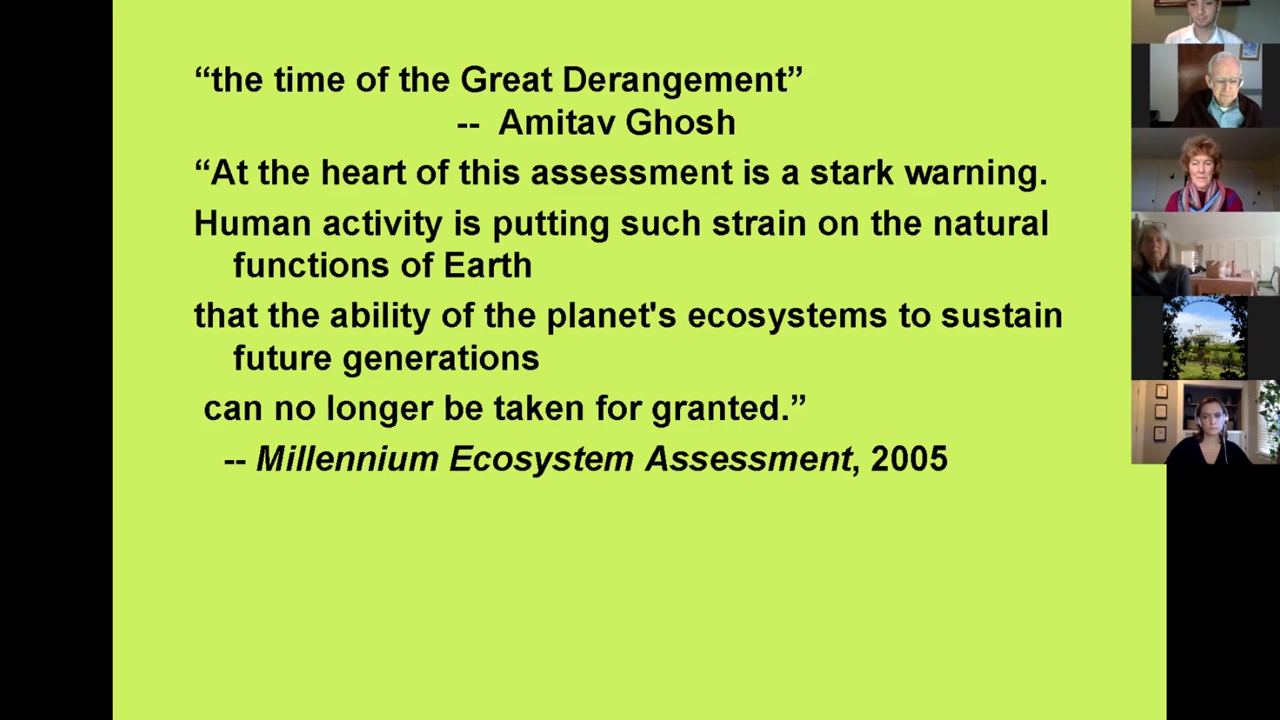 “the time of the Great Derangement”
-- Amitav Ghosh
“At the heart of this assessment is a stark warning.
Human activity is putting such strain on the natural
functions of Earth
that the ability of the planet's ecosystems to sustain
future generations
can no longer be taken for granted.”
-- Millennium Ecosystem Assessment, 2005